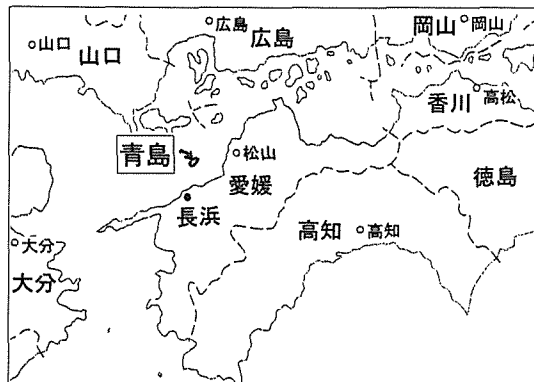 広島
広島
岡山
岡山
山口
山口
香川
高松
青島
松山
愛媛
徳島
長浜
高知
高知
大分
大分